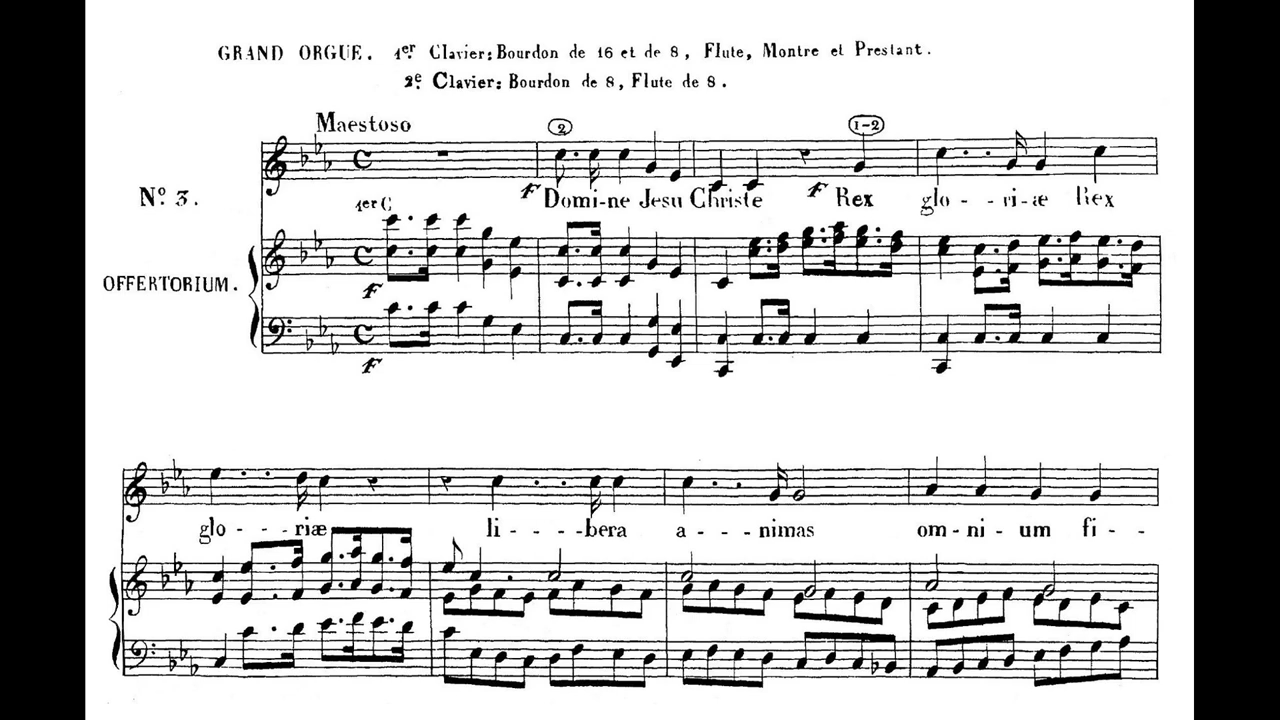 GRAND ORGUE. 1er Clavier: Bourdon de 16 et de 8, Flute, Montre et Prestant.
2e. Clavier: Bourdon de 8, Flute de 8.
Maestoso
2
1-2
No. 3.
F Domi-ne Jesu Christe F Rex glo--ri-æ Rex
1er C
OFFERTORIUM.
F
F
glo---riæ li----bera a---nimas om-ni-um fi--